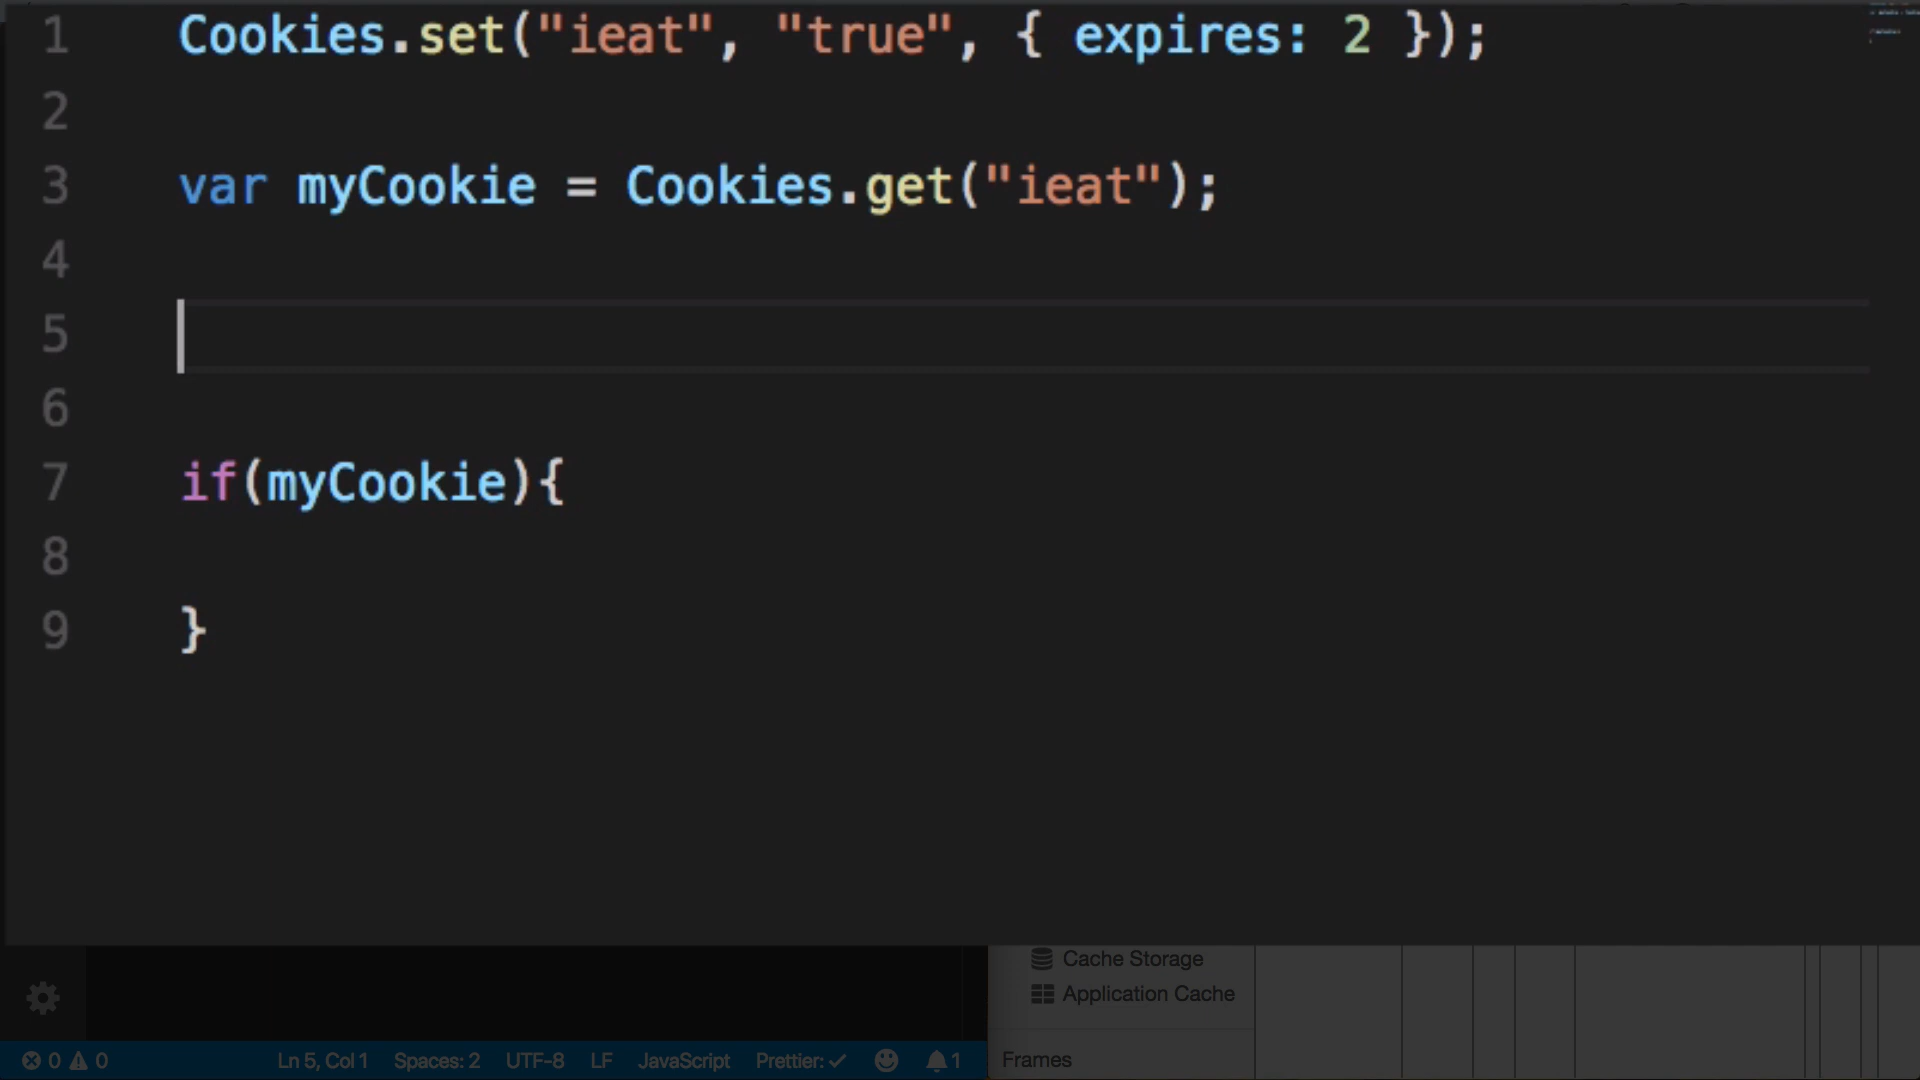 1 Cookies.set("ieat", "true", { expires: 2 });
2
3 var myCookie = Cookies.get("ieat");
4
5
6
7 if(myCookie){
8
9 }
Cache Storage
Application Cache
Frames
0 0 Ln 5, Col 1 Spaces: 2 UTF-8 LF JavaScript Prettier: ✓ 1